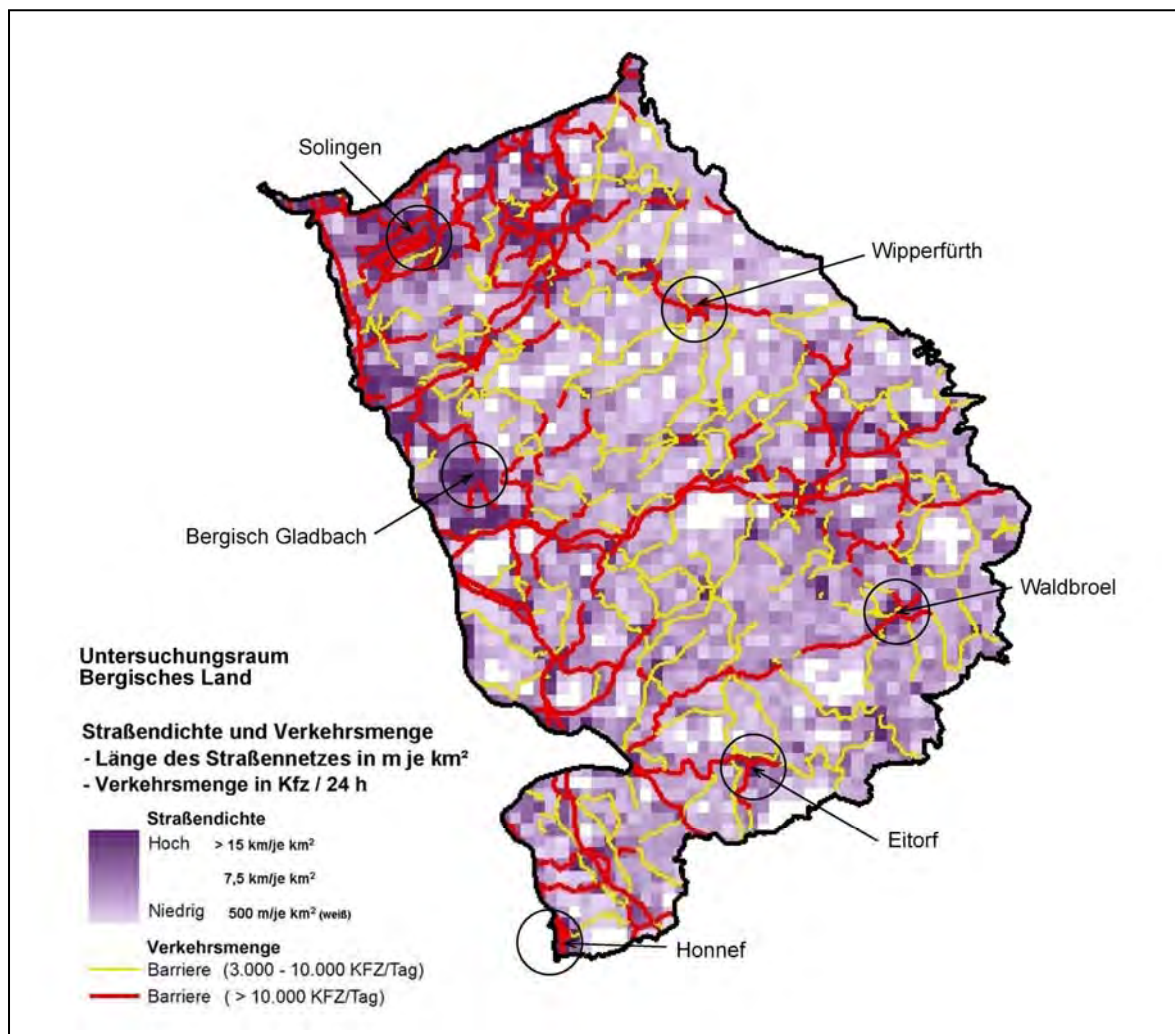 Solingen
Wipperfürth
Bergisch Gladbach
Waldbroel
Eitorf
Honnef
Untersuchungsraum
Bergisches Land
Straßendichte und Verkehrsmenge
- Länge des Straßennetzes in m je km²
- Verkehrsmenge in Kfz / 24 h
Straßendichte
Hoch > 15 km/je km²
7,5 km/je km²
Niedrig 500 m/je km² (weiß)
Verkehrsmenge
Barriere (3.000 - 10.000 KFZ/Tag)
Barriere ( > 10.000 KFZ/Tag)